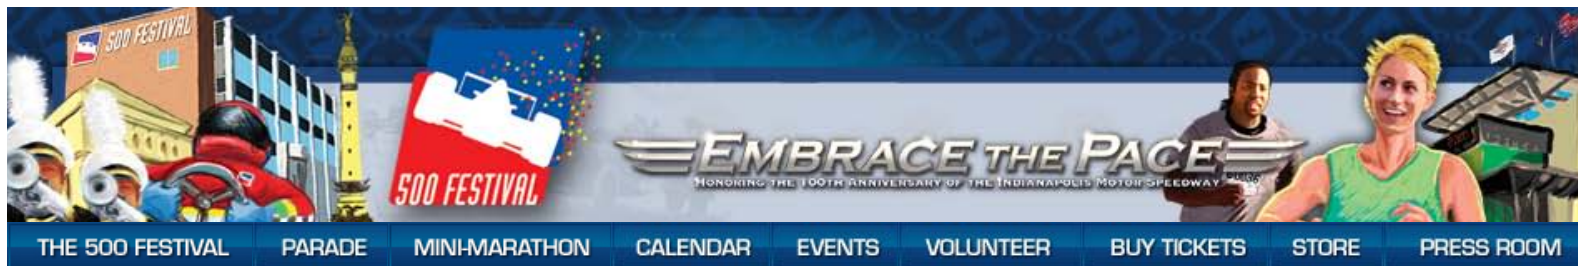 500 FESTIVAL
500 FESTIVAL
EMBRACE THE PACE
HONORING THE 100TH ANNIVERSARY OF THE INDIANAPOLIS MOTOR SPEEDWAY
THE 500 FESTIVAL
PARADE
MINI-MARATHON
CALENDAR
EVENTS
VOLUNTEER
BUY TICKETS
STORE
PRESS ROOM